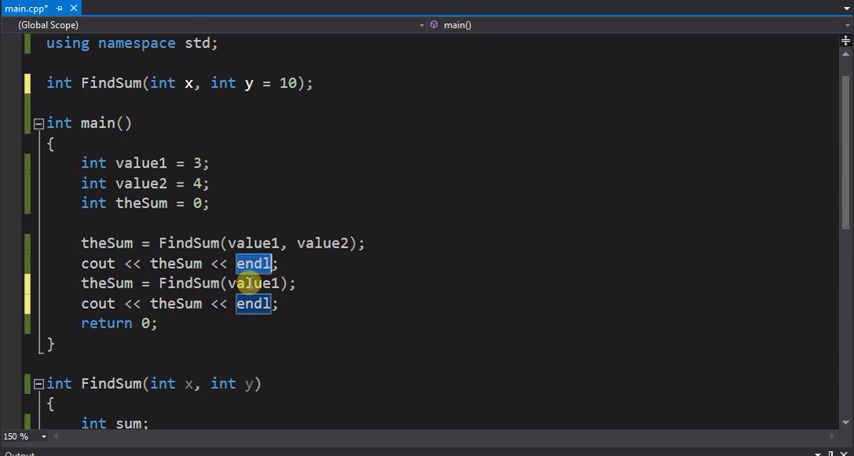 main.cpp*
(Global Scope) main()
using namespace std;
int FindSum(int x, int y = 10);
int main()
{
int value1 = 3;
int value2 = 4;
int theSum = 0;
theSum = FindSum(value1, value2);
cout << theSum << endl;
theSum = FindSum(value1);
cout << theSum << endl;
return 0;
}
int FindSum(int x, int y)
{
int sum;
150 %
Output